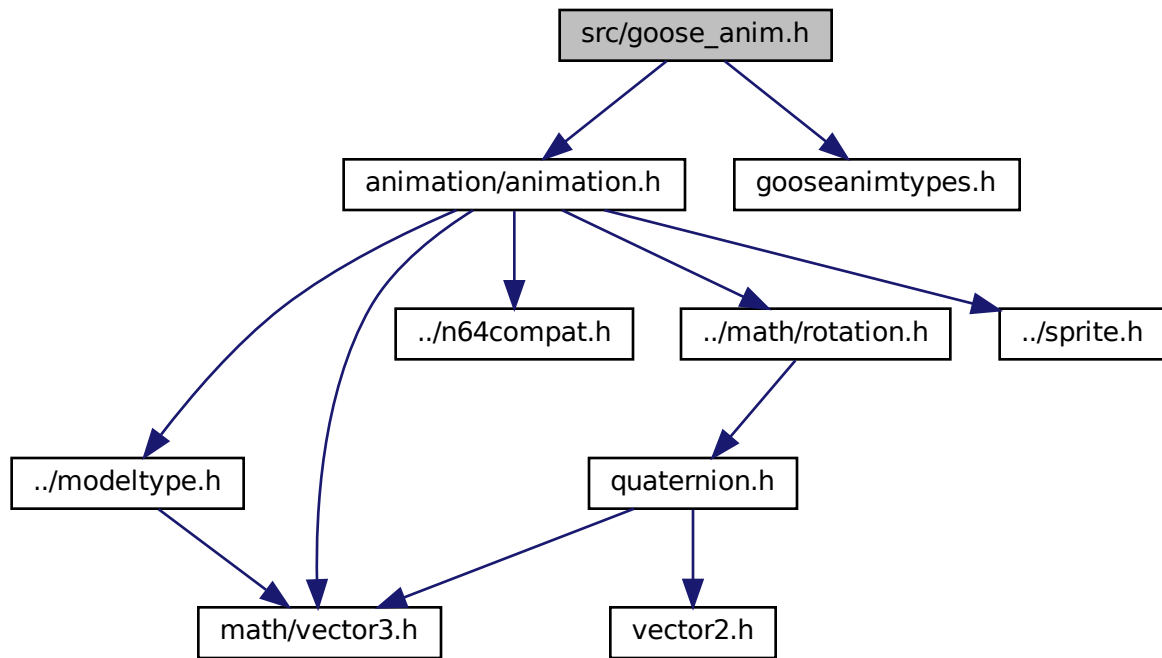 src/goose_anim.h
animation/animation.h
gooseanimtypes.h
../n64compat.h
../math/rotation.h
../sprite.h
../modeltype.h
quaternion.h
math/vector3.h
vector2.h